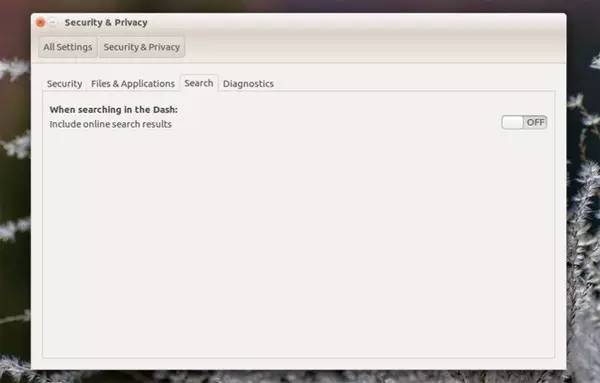 Security & Privacy
All Settings Security & Privacy
Security Files & Applications Search Diagnostics
When searching in the Dash:
Include online search results OFF